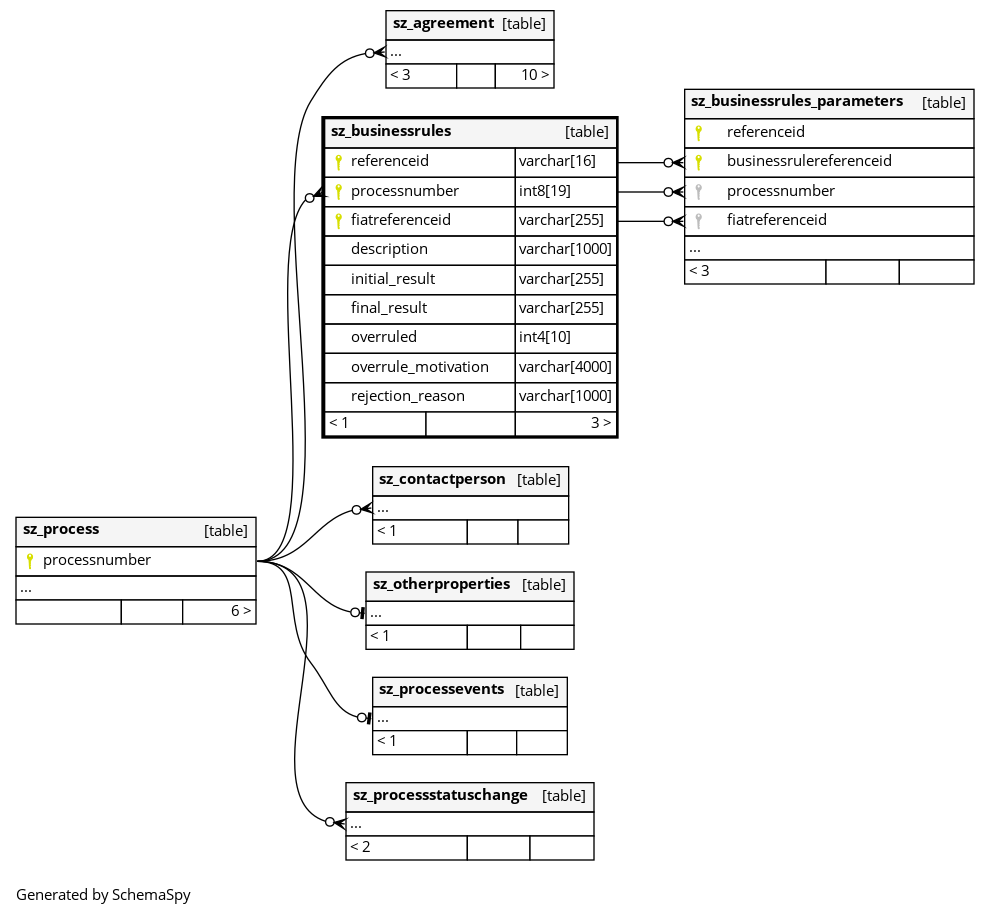 sz_agreement [table]
...
< 3 10 >
sz_businessrules [table]
referenceid varchar[16]
processnumber int8[19]
fiatreferenceid varchar[255]
description varchar[1000]
initial_result varchar[255]
final_result varchar[255]
overruled int4[10]
overrule_motivation varchar[4000]
rejection_reason varchar[1000]
< 1 3 >
sz_businessrules_parameters [table]
referenceid
businessrulereferenceid
processnumber
fiatreferenceid
...
< 3
sz_contactperson [table]
...
< 1
sz_process [table]
processnumber
...
6 >
sz_otherproperties [table]
...
< 1
sz_processevents [table]
...
< 1
sz_processstatuschange [table]
...
< 2
Generated by SchemaSpy